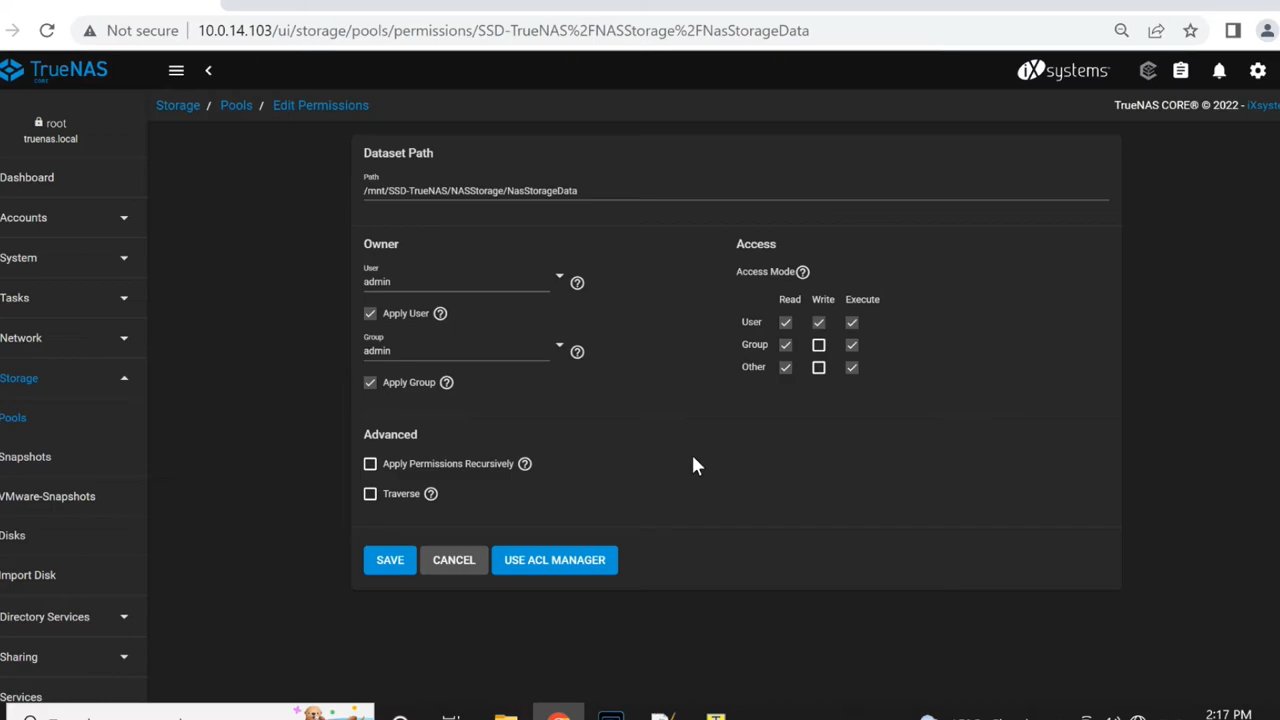 Not secure 10.0.14.103/ui/storage/pools/permissions/SSD-TrueNAS%2FNASStorage%2FNasStorageData
TrueNAS CORE
iXsystems
Storage / Pools / Edit Permissions
TrueNAS CORE® © 2022 - iXsyste
root
truenas.local
Dashboard
Accounts
System
Tasks
Network
Storage
Pools
Snapshots
VMware-Snapshots
Disks
Import Disk
Directory Services
Sharing
Services
Dataset Path
Path
/mnt/SSD-TrueNAS/NASStorage/NasStorageData
Owner
User
admin
Apply User
Group
admin
Apply Group
Access
Access Mode
Read Write Execute
User
Group
Other
Advanced
Apply Permissions Recursively
Traverse
SAVE CANCEL USE ACL MANAGER
2:17 PM